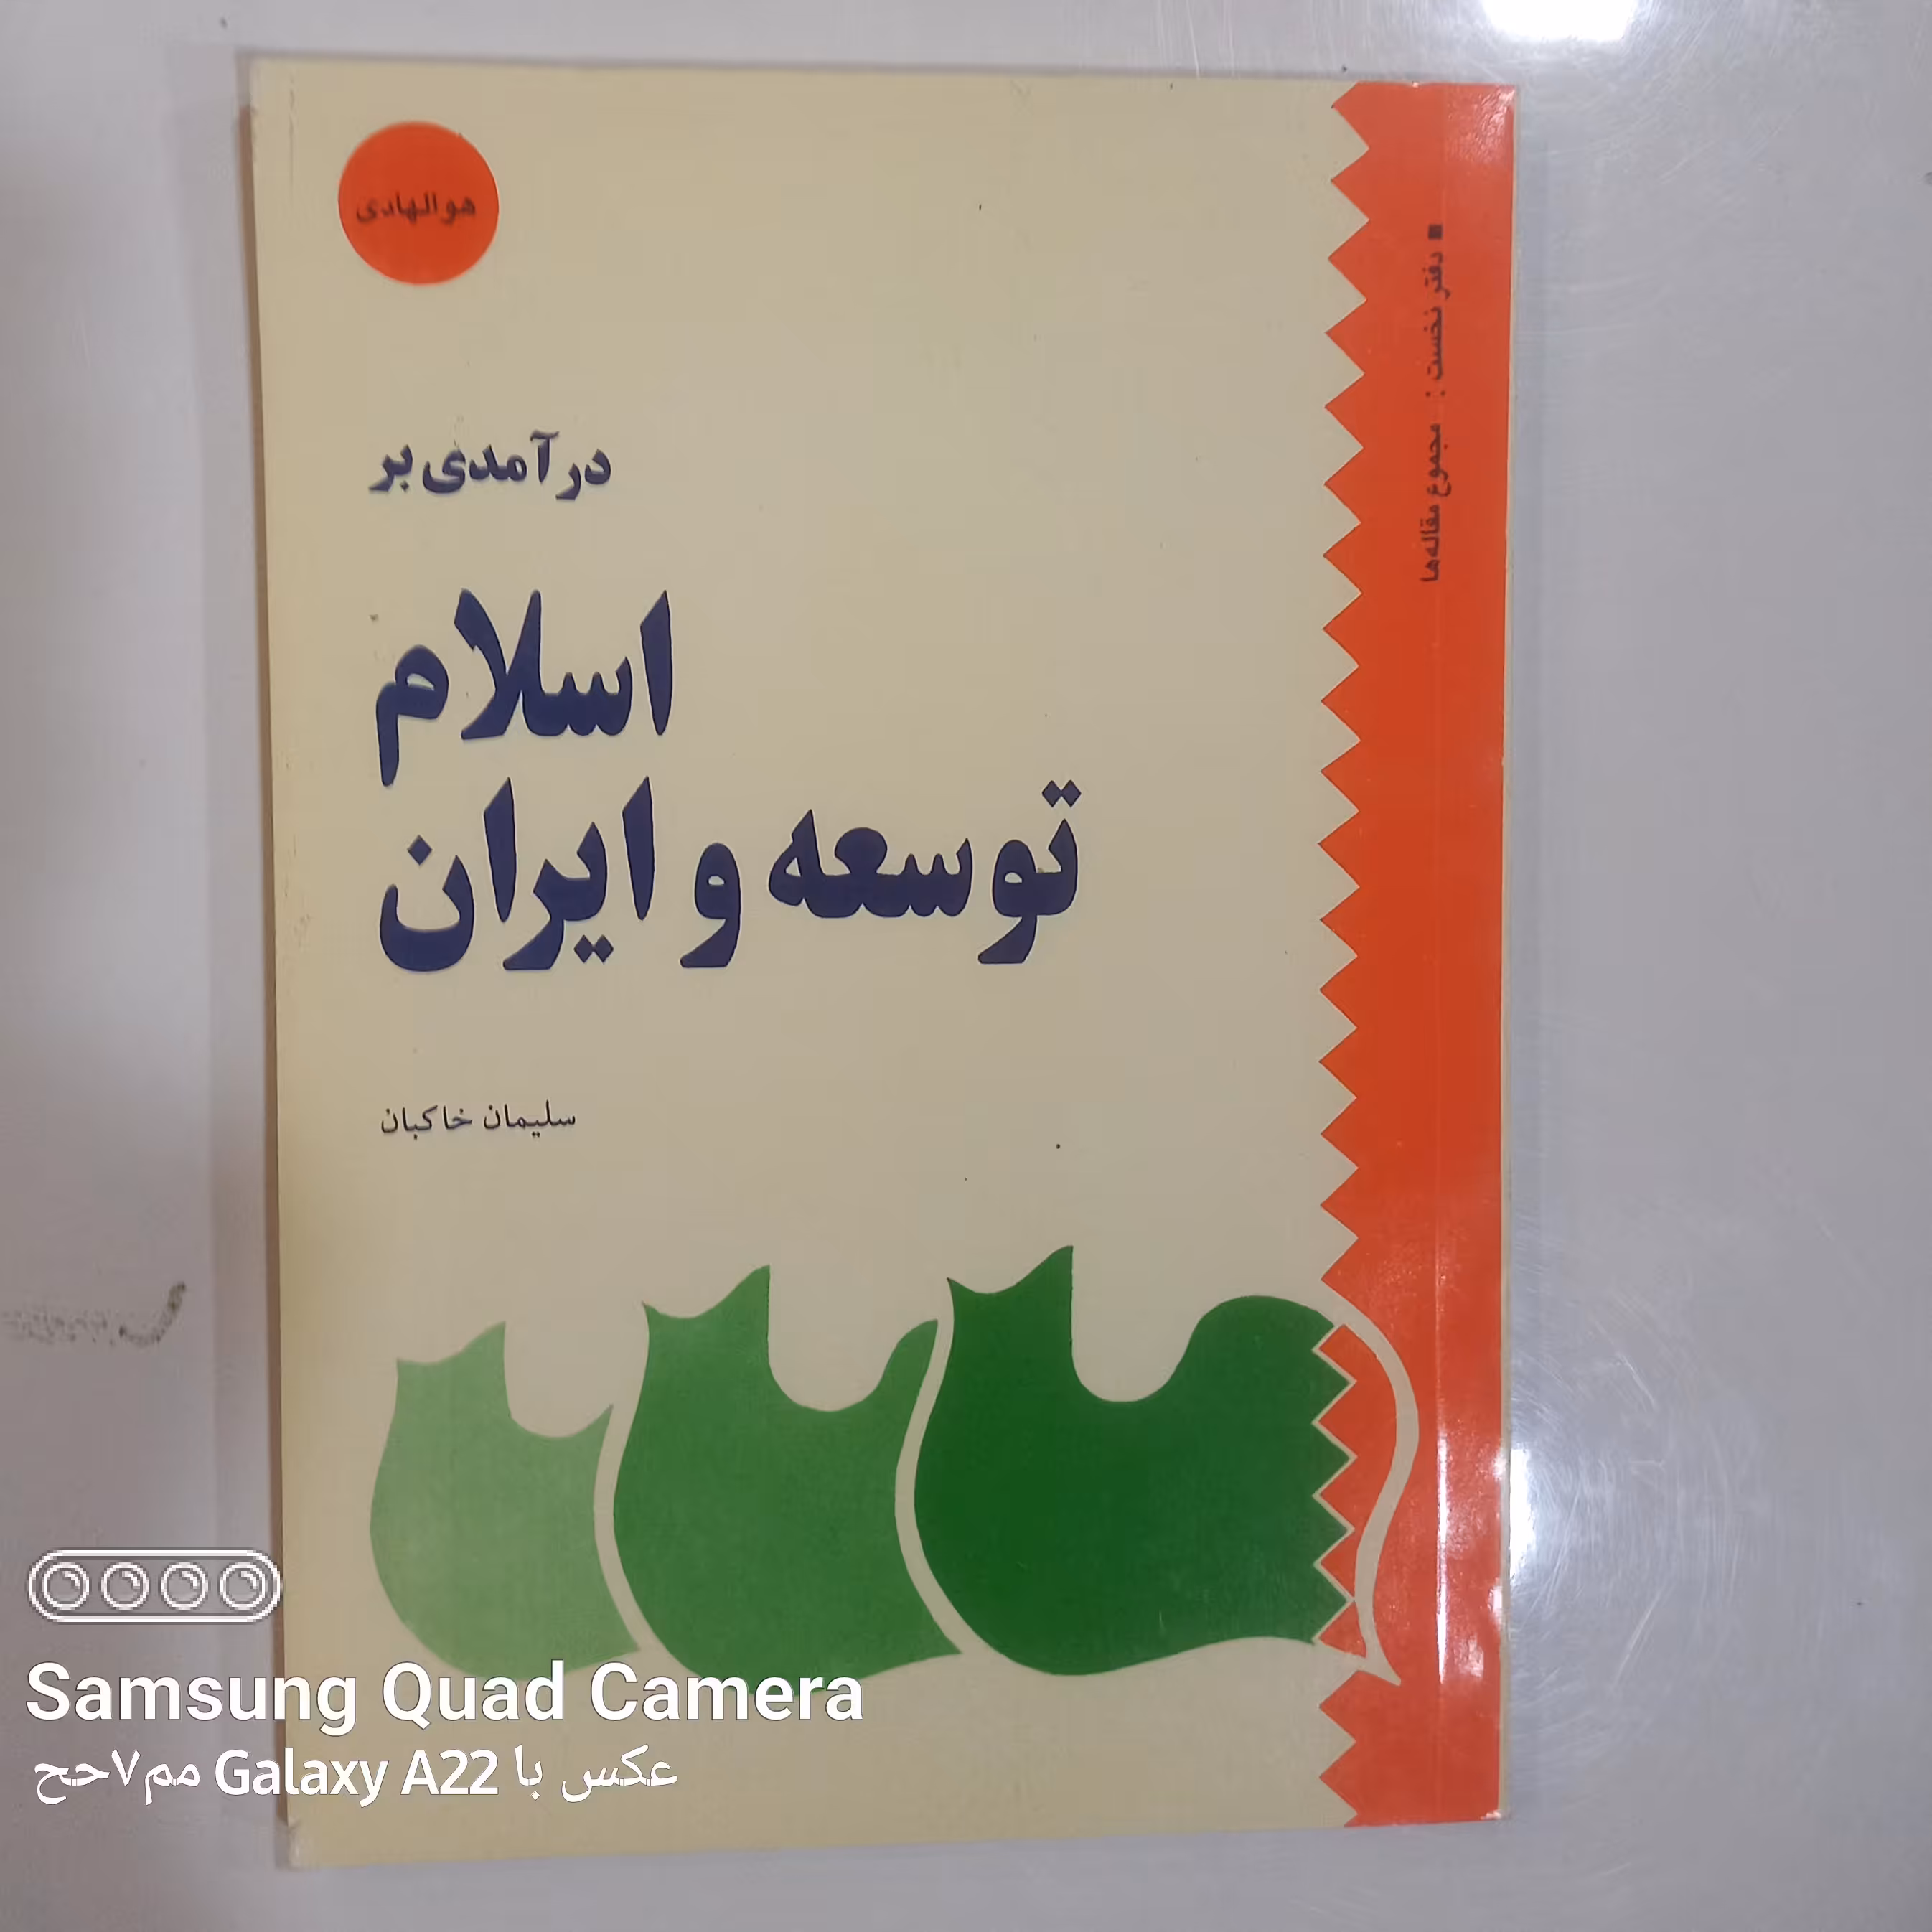 هوالهادی
■ دفتر نخست : مجموع مقاله‌ها
درآمدی بر
اسلام
توسعه و ایران
سلیمان خاکبان
Samsung Quad Camera
عکس با Galaxy A22 مم۷حح